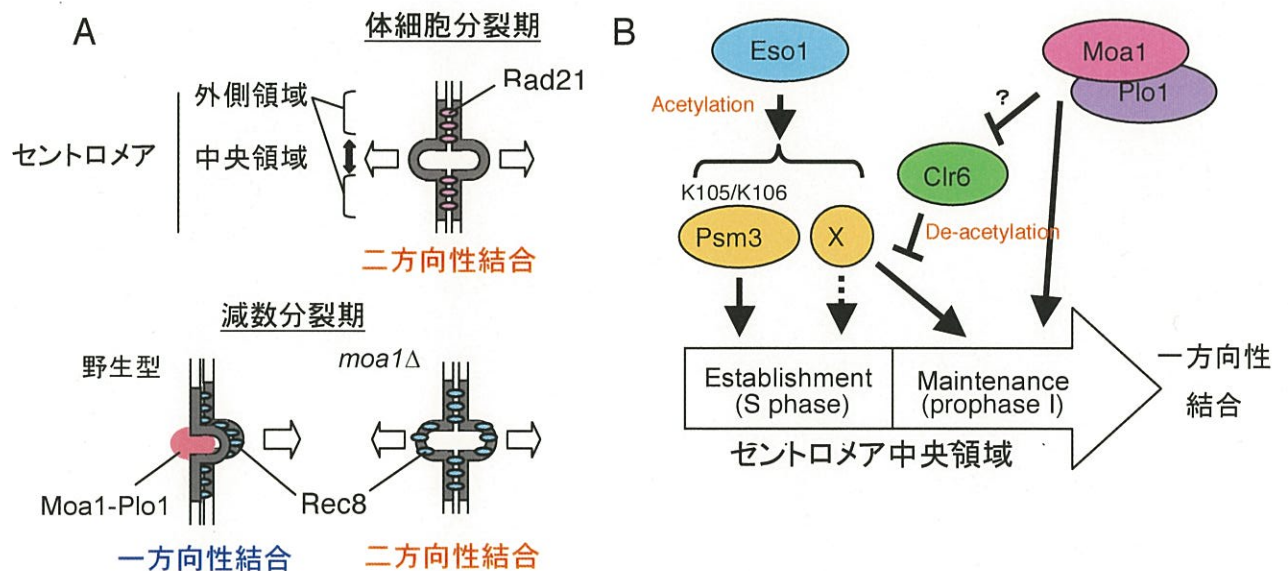 A
体細胞分裂期
Rad21
外側領域
セントロメア
中央領域
二方向性結合
減数分裂期
野生型
moa1Δ
Moa1-Plo1
Rec8
一方向性結合
二方向性結合
B
Eso1
Moa1
Plo1
Acetylation
?
Clr6
K105/K106
Psm3
X
De-acetylation
Establishment
(S phase)
Maintenance
(prophase I)
一方向性
結合
セントロメア中央領域